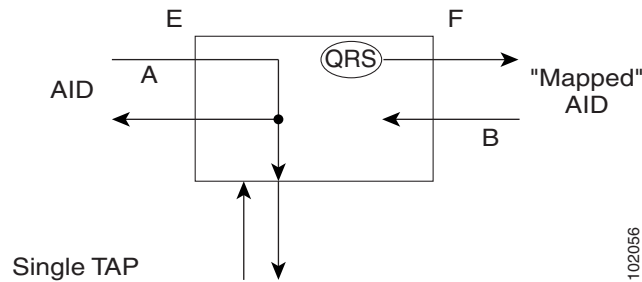 E
F
A
QRS
AID
"Mapped"
AID
B
Single TAP
102056